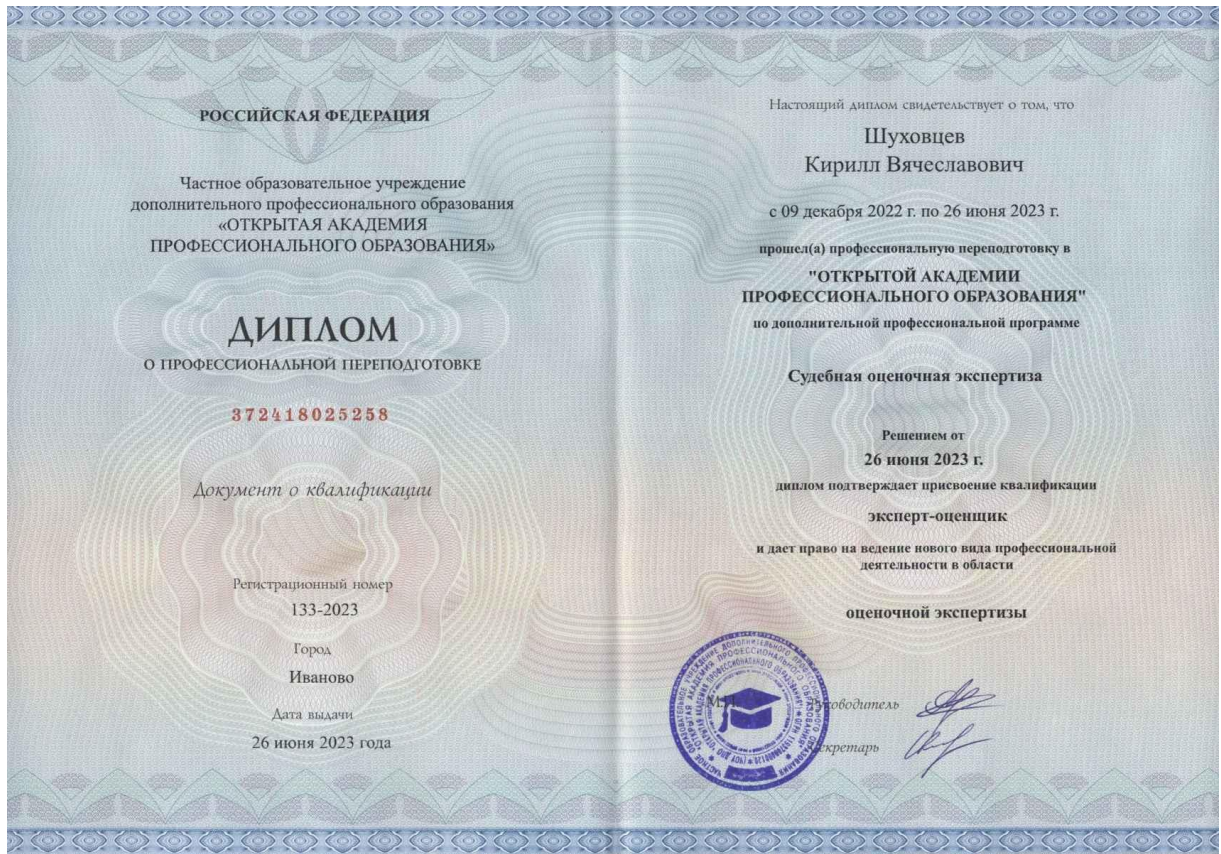 РОССИЙСКАЯ ФЕДЕРАЦИЯ
Частное образовательное учреждение
дополнительного профессионального образования
«ОТКРЫТАЯ АКАДЕМИЯ
ПРОФЕССИОНАЛЬНОГО ОБРАЗОВАНИЯ»
ДИПЛОМ
О ПРОФЕССИОНАЛЬНОЙ ПЕРЕПОДГОТОВКЕ
372418025258
Документ о квалификации
Регистрационный номер
133-2023
Город
Иваново
Дата выдачи
26 июня 2023 года
Настоящий диплом свидетельствует о том, что
Шуховцев
Кирилл Вячеславович
с 09 декабря 2022 г. по 26 июня 2023 г.
прошел(а) профессиональную переподготовку в
"ОТКРЫТОЙ АКАДЕМИИ
ПРОФЕССИОНАЛЬНОГО ОБРАЗОВАНИЯ"
по дополнительной профессиональной программе
Судебная оценочная экспертиза
Решением от
26 июня 2023 г.
диплом подтверждает присвоение квалификации
эксперт-оценщик
и дает право на ведение нового вида профессиональной
деятельности в области
оценочной экспертизы
М.П.
Руководитель
Секретарь